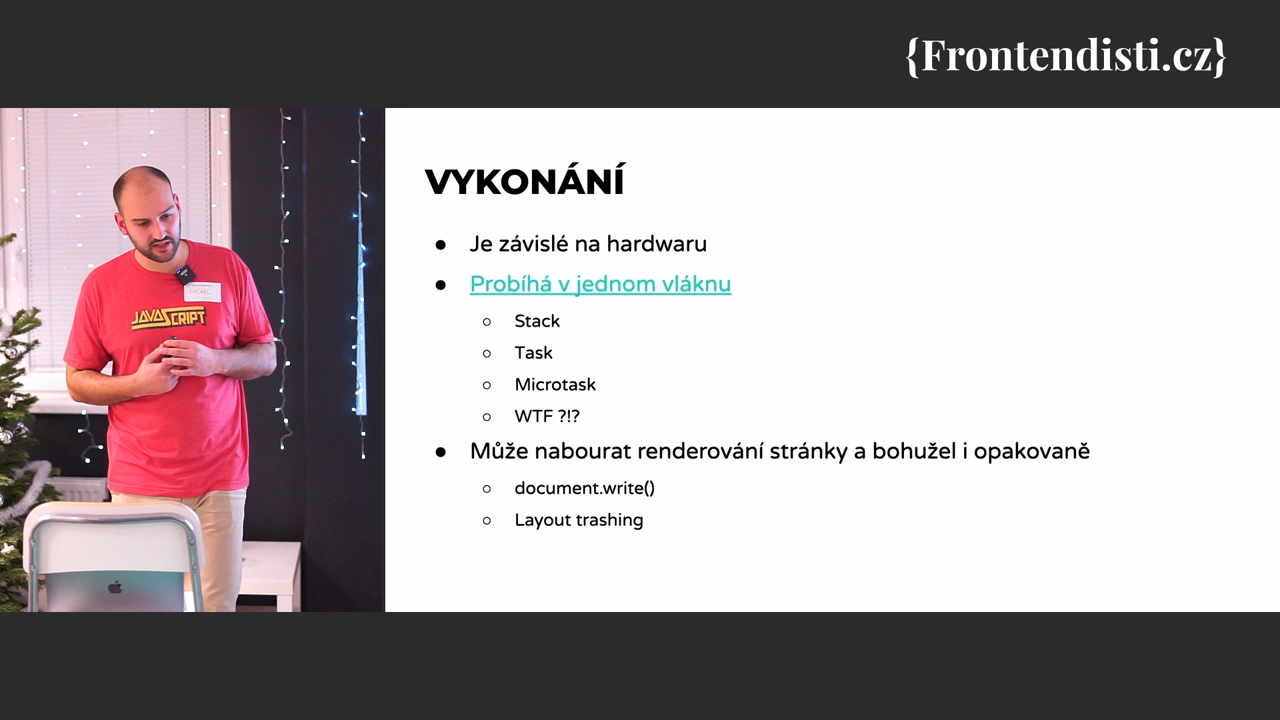 {Frontendisti.cz}
JAVASCRIPT
VYKONÁNÍ
● Je závislé na hardwaru
● Probíhá v jednom vláknu
○ Stack
○ Task
○ Microtask
○ WTF ?!?
● Může nabourat renderování stránky a bohužel i opakovaně
○ document.write()
○ Layout trashing